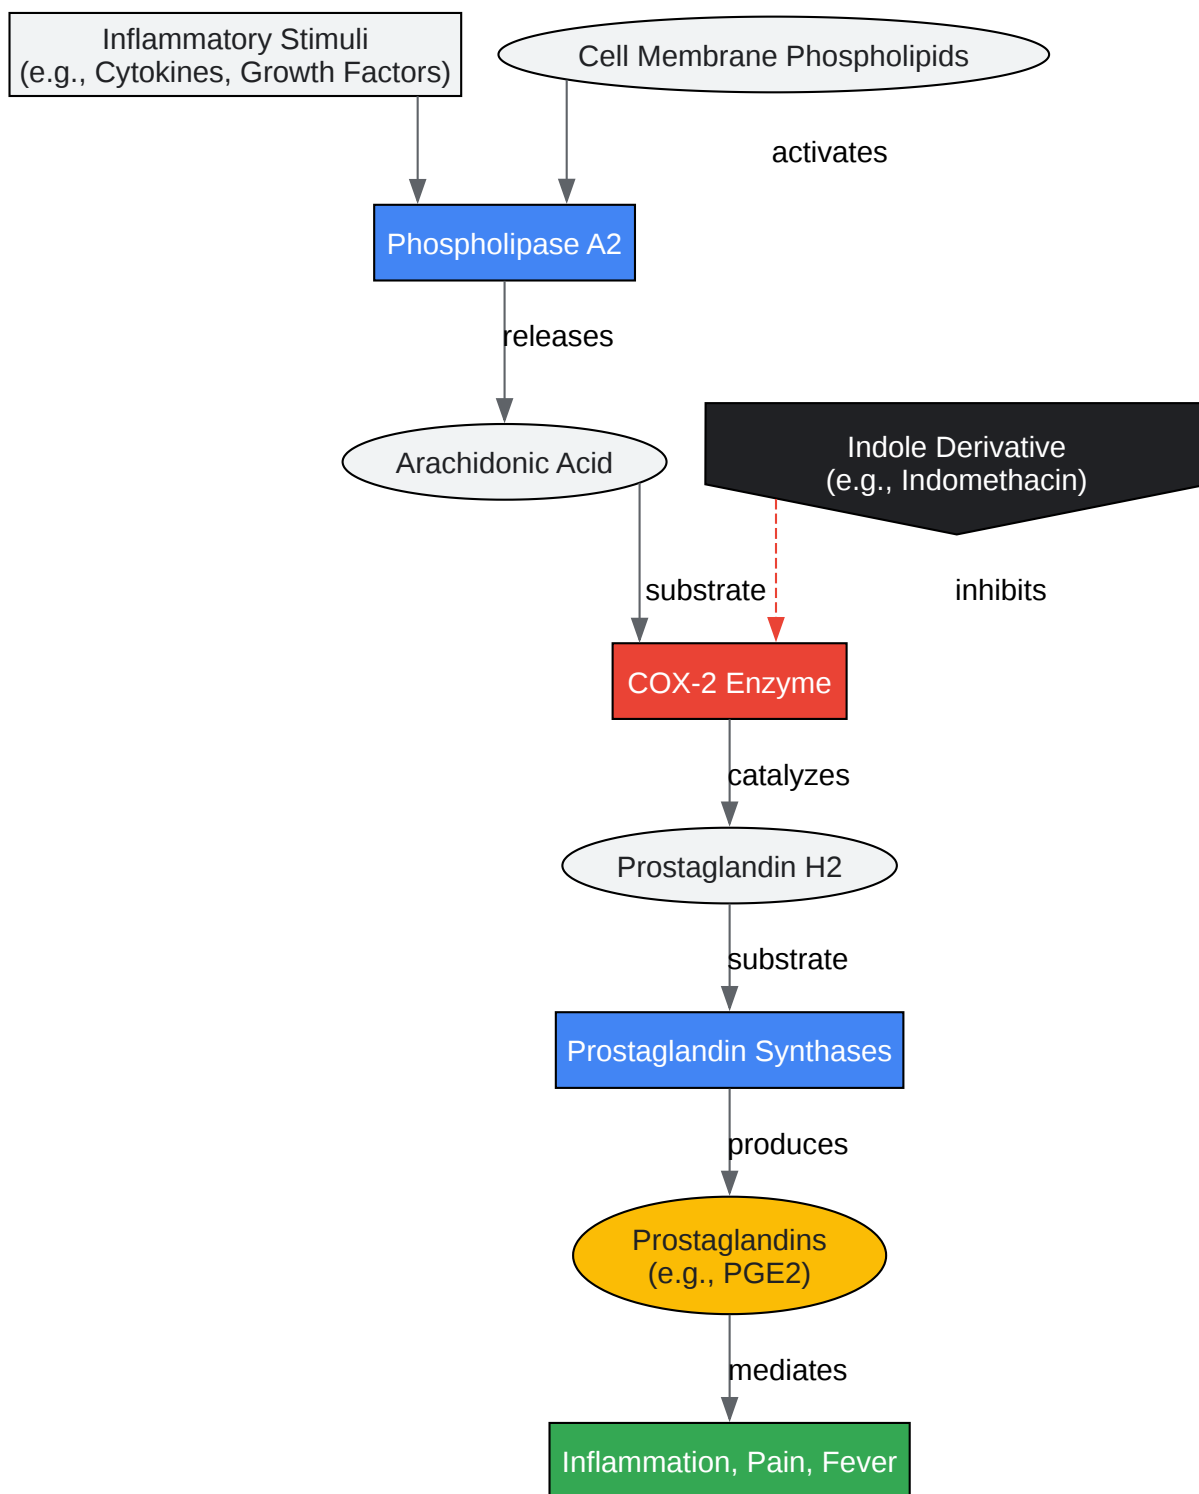 Inflammatory Stimuli
(e.g., Cytokines, Growth Factors)
Cell Membrane Phospholipids
activates
Phospholipase A2
releases
Arachidonic Acid
Indole Derivative
(e.g., Indomethacin)
substrate
inhibits
COX-2 Enzyme
catalyzes
Prostaglandin H2
substrate
Prostaglandin Synthases
produces
Prostaglandins
(e.g., PGE2)
mediates
Inflammation, Pain, Fever